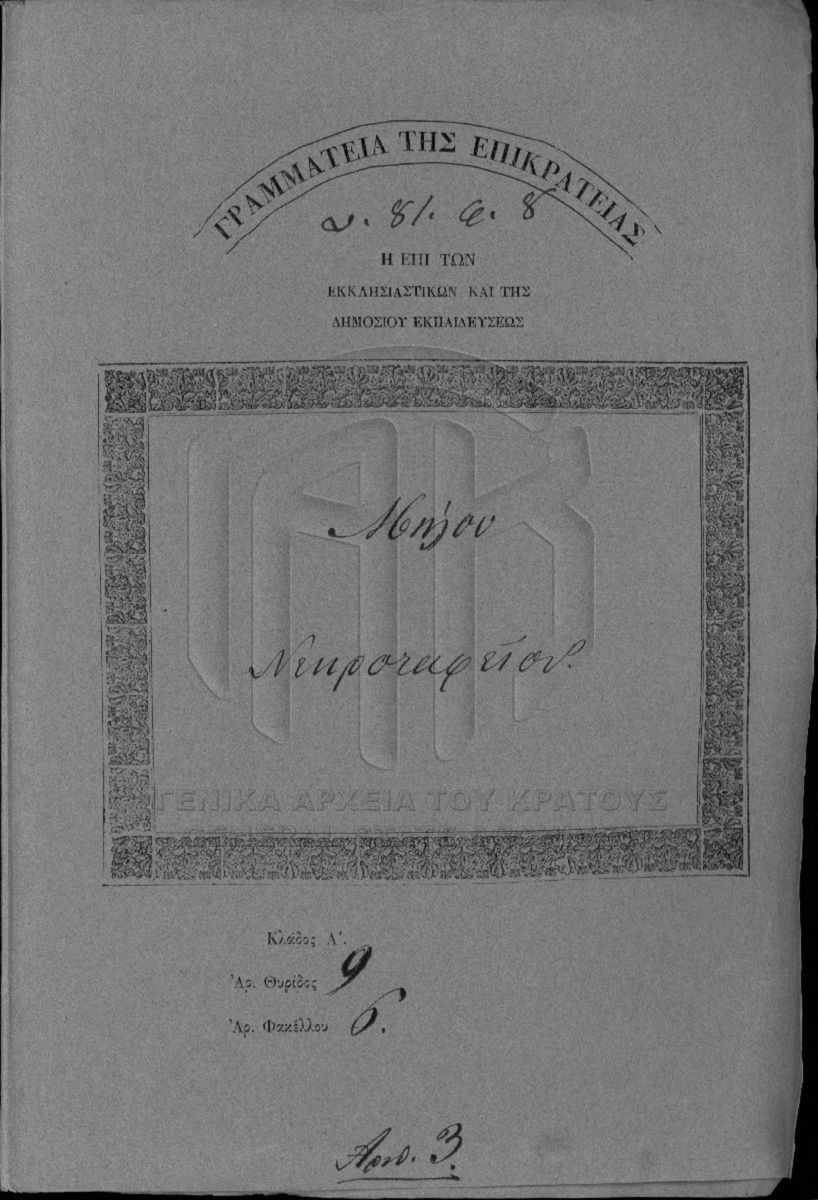 ΓΡΑΜΜΑΤΕΙΑ ΤΗΣ ΕΠΙΚΡΑΤΕΙΑΣ
υ. 81. φ. 8
Η ΕΠΙ ΤΩΝ
ΕΚΚΛΗΣΙΑΣΤΙΚΩΝ ΚΑΙ ΤΗΣ
ΔΗΜΟΣΙΟΥ ΕΚΠΑΙΔΕΥΣΕΩΣ
Μήλου
Νεκροταφεῖον.
ΓΕΝΙΚΑ ΑΡΧΕΙΑ ΤΟΥ ΚΡΑΤΟΥΣ
Κλάδος Α΄.
Ἀρ. Θυρίδος 9
Ἀρ. Φακέλλου 6.
Αριθ. 3.